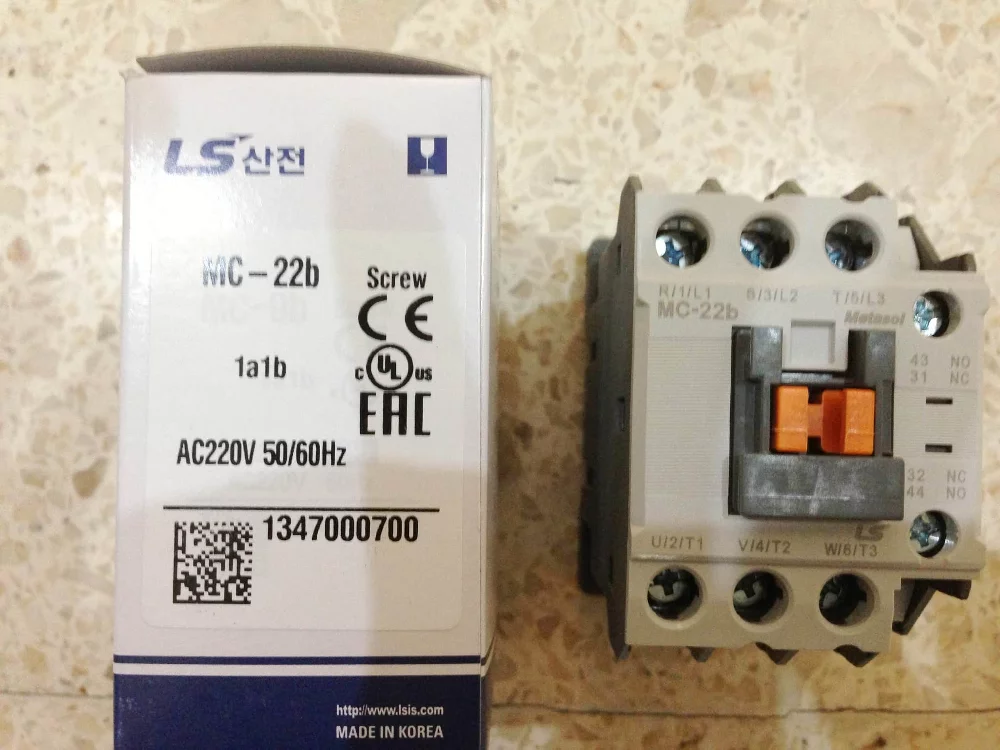 LS산전
MC-22b
Screw
CE
1a1b
c UL us
EAC
AC220V 50/60Hz
1347000700
http://www.lsis.com
MADE IN KOREA
R/1/L1 S/3/L2 T/5/L3
MC-22b
Metasol
43 NO
31 NC
32 NC
44 NO
LS
U/2/T1 V/4/T2 W/6/T3